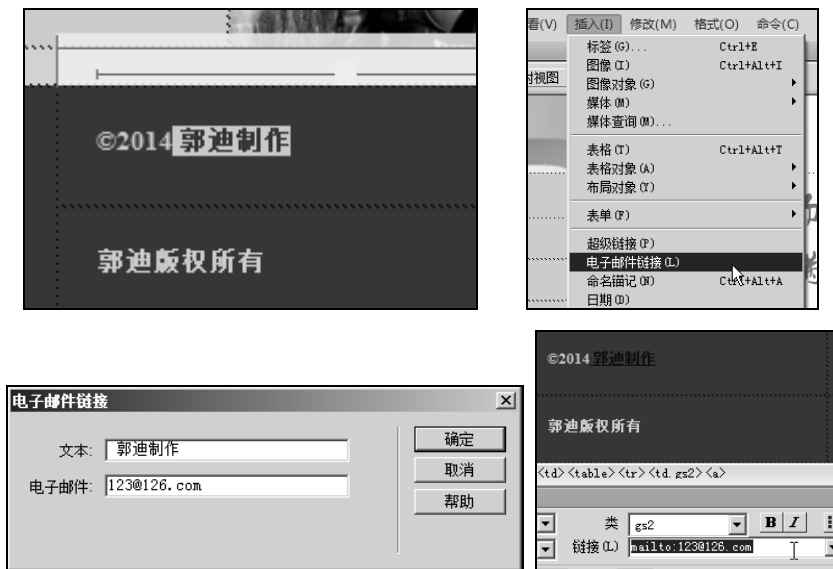 ©2014 郭迪制作
郭迪版权所有
看(V) 插入(I) 修改(M) 格式(O) 命令(C)
标签(G)... Ctrl+E
图像(I) Ctrl+Alt+I
图像对象(G)
媒体(M)
媒体查询(M)...
表格(T) Ctrl+Alt+T
表格对象(A)
布局对象(Y)
表单(F)
超级链接(P)
电子邮件链接(L)
命名锚记(N) Ctrl+Alt+A
日期(D)
时视图
电子邮件链接
文本: 郭迪制作
电子邮件: 123@126.com
确定
取消
帮助
©2014 郭迪制作
郭迪版权所有
<td> <table> <tr> <td.gs2> <a>
类 gs2 B I
链接(L) mailto:123@126.com